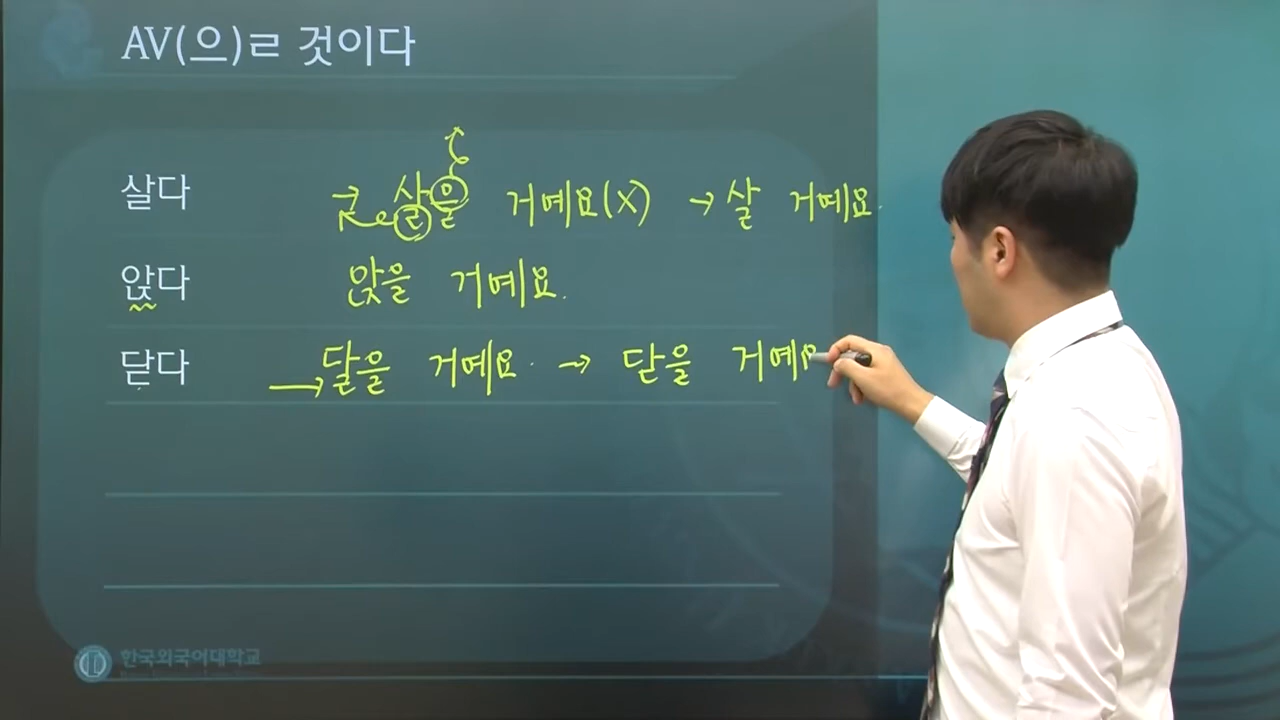 AV(으)ㄹ 것이다
살다 → 살을 거예요(X) → 살 거예요.
앉다 앉을 거예요.
닫다 → 달을 거예요. → 닫을 거예요
한국외국어대학교